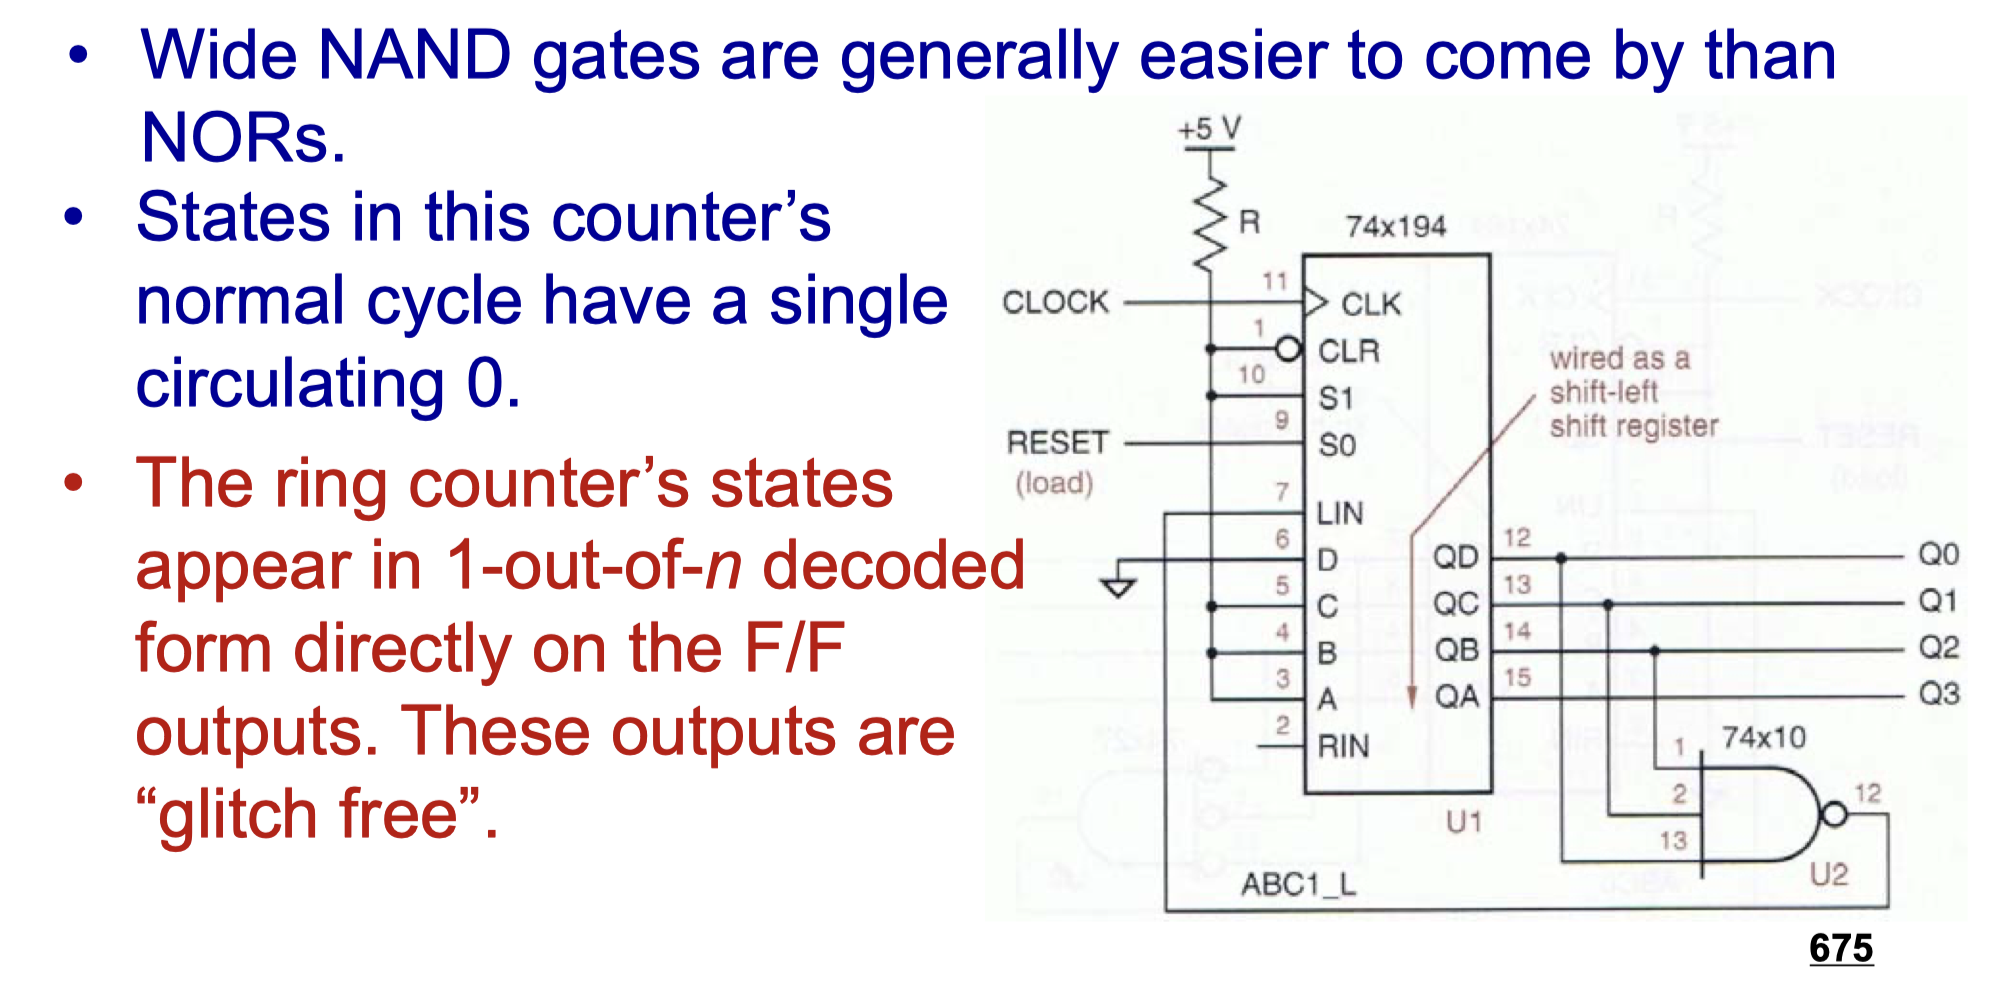 • Wide NAND gates are generally easier to come by than
NORs.
• States in this counter’s
normal cycle have a single
circulating 0.
• The ring counter’s states
appear in 1-out-of-n decoded
form directly on the F/F
outputs. These outputs are
“glitch free”.
+5 V
R
74x194
CLOCK 11 CLK
1 CLR
10 S1
RESET 9 S0
(load)
7 LIN
6 D QD 12 Q0
5 C QC 13 Q1
4 B QB 14 Q2
3 A QA 15 Q3
2 RIN
U1
wired as a
shift-left
shift register
74x10
1
2 12
13
U2
ABC1_L
675